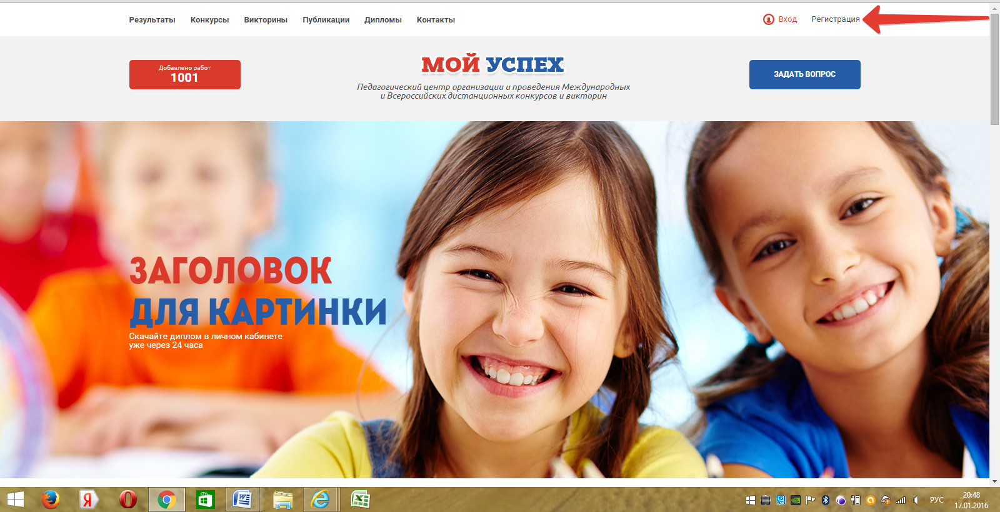 Результаты Конкурсы Викторины Публикации Дипломы Контакты Вход Регистрация
Добавлено работ
1001
МОЙ УСПЕХ
Педагогический центр организации и проведения Международных
и Всероссийских дистанционных конкурсов и викторин
ЗАДАТЬ ВОПРОС
ЗАГОЛОВОК
ДЛЯ КАРТИНКИ
Скачайте диплом в личном кабинете
уже через 24 часа
РУС
20:48
17.01.2016